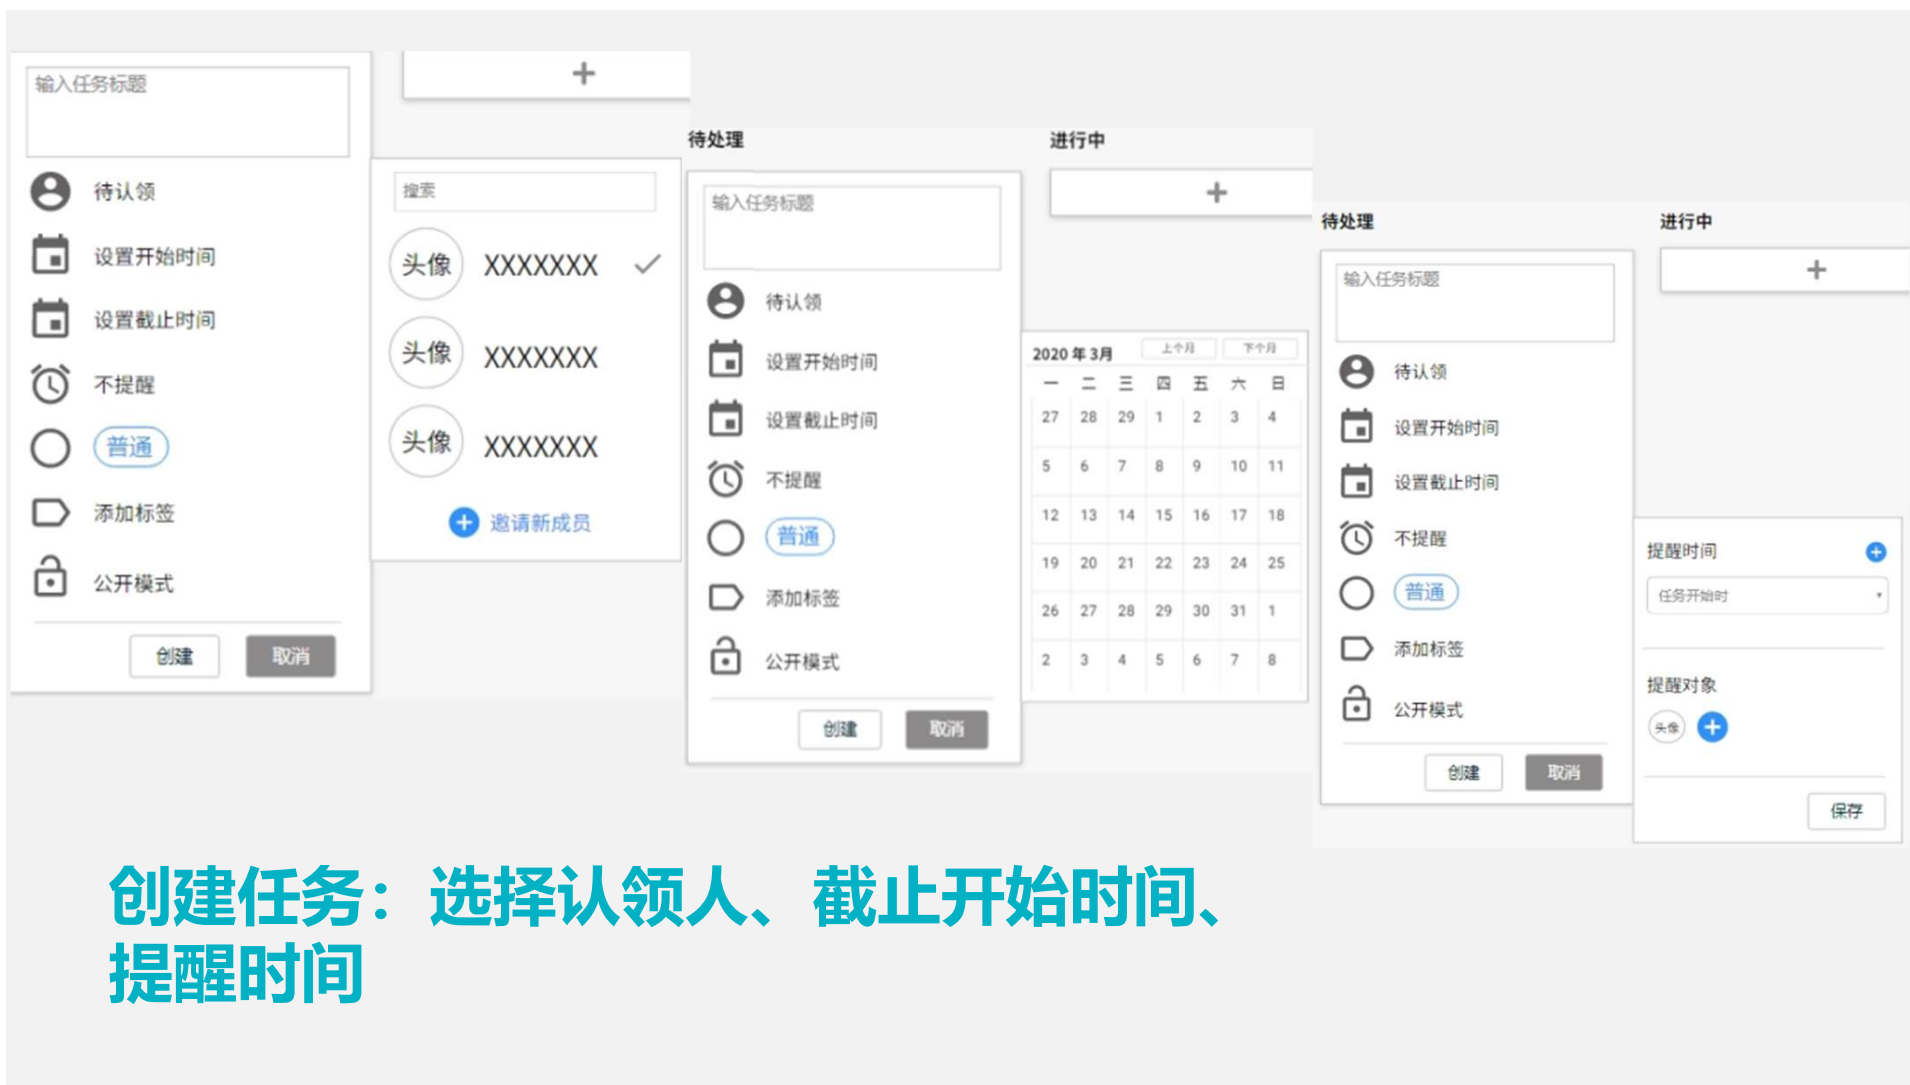 输入任务标题
待认领
设置开始时间
设置截止时间
不提醒
普通
添加标签
公开模式
创建 取消
搜索
头像 XXXXXXX
头像 XXXXXXX
头像 XXXXXXX
邀请新成员
待处理
进行中
输入任务标题
待认领
设置开始时间
设置截止时间
不提醒
普通
添加标签
公开模式
创建 取消
2020 年 3月 上个月 下个月
一 二 三 四 五 六 日
27 28 29 1 2 3 4
5 6 7 8 9 10 11
12 13 14 15 16 17 18
19 20 21 22 23 24 25
26 27 28 29 30 31 1
2 3 4 5 6 7 8
待处理
进行中
输入任务标题
待认领
设置开始时间
设置截止时间
不提醒
普通
添加标签
公开模式
创建 取消
提醒时间
任务开始时
提醒对象
头像
保存
创建任务：选择认领人、截止开始时间、
提醒时间